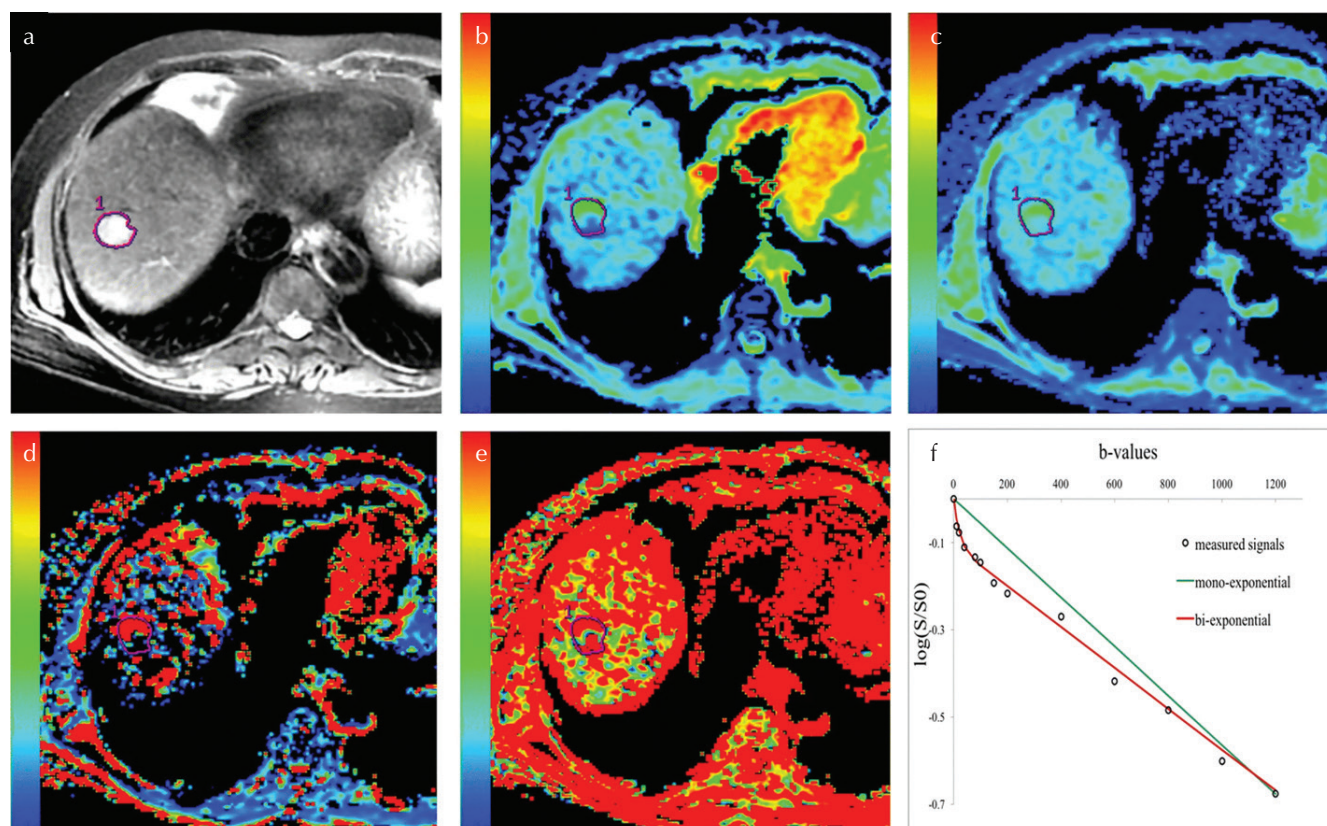 a
b
c
1
1
1
d
e
f
b-values
0
200
400
600
800
1000
1200
-0.1
measured signals
-0.3
mono-exponential
bi-exponential
log(S/S0)
-0.5
-0.7